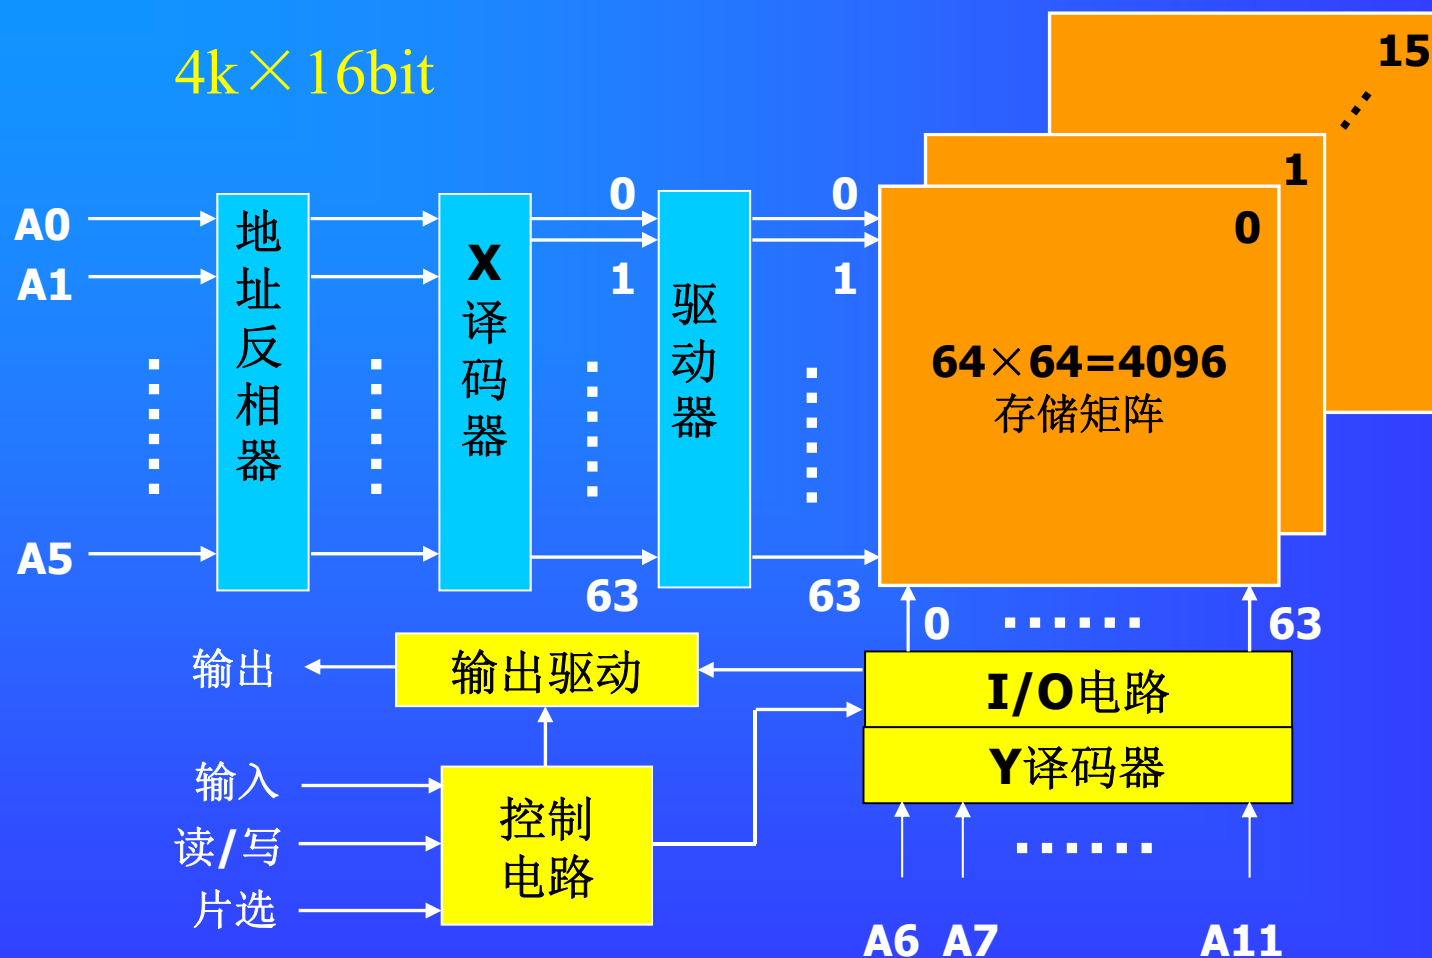 4k×16bit
15
1
0
A0
A1
A5
地址反相器
X译码器
0
1
63
驱动器
0
1
63
64×64=4096
存储矩阵
0
63
输出
输出驱动
I/O电路
Y译码器
输入
读/写
片选
控制
电路
A6 A7 A11